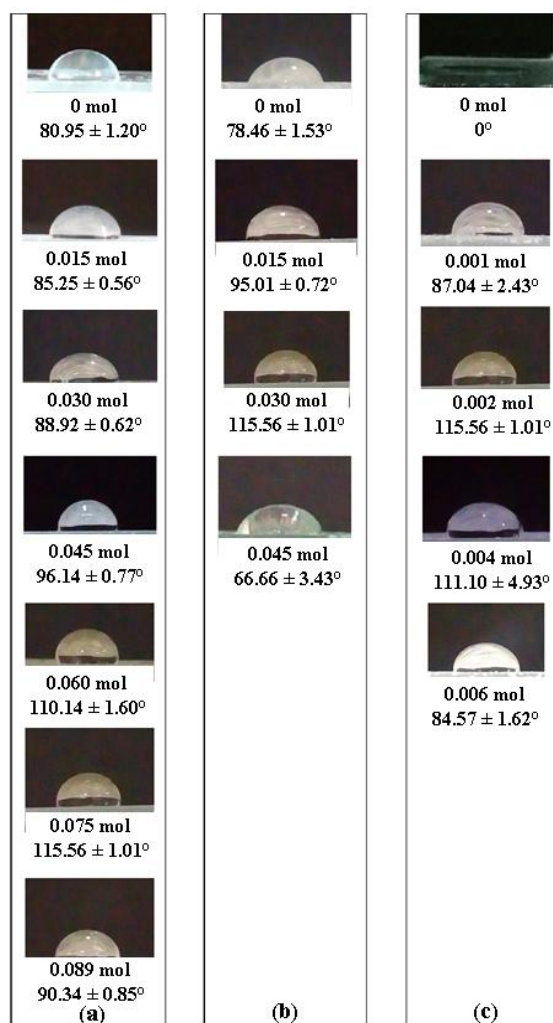 0 mol
80.95 ± 1.20°
0.015 mol
85.25 ± 0.56°
0.030 mol
88.92 ± 0.62°
0.045 mol
96.14 ± 0.77°
0.060 mol
110.14 ± 1.60°
0.075 mol
115.56 ± 1.01°
0.089 mol
90.34 ± 0.85°
(a)
0 mol
78.46 ± 1.53°
0.015 mol
95.01 ± 0.72°
0.030 mol
115.56 ± 1.01°
0.045 mol
66.66 ± 3.43°
(b)
0 mol
0°
0.001 mol
87.04 ± 2.43°
0.002 mol
115.56 ± 1.01°
0.004 mol
111.10 ± 4.93°
0.006 mol
84.57 ± 1.62°
(c)